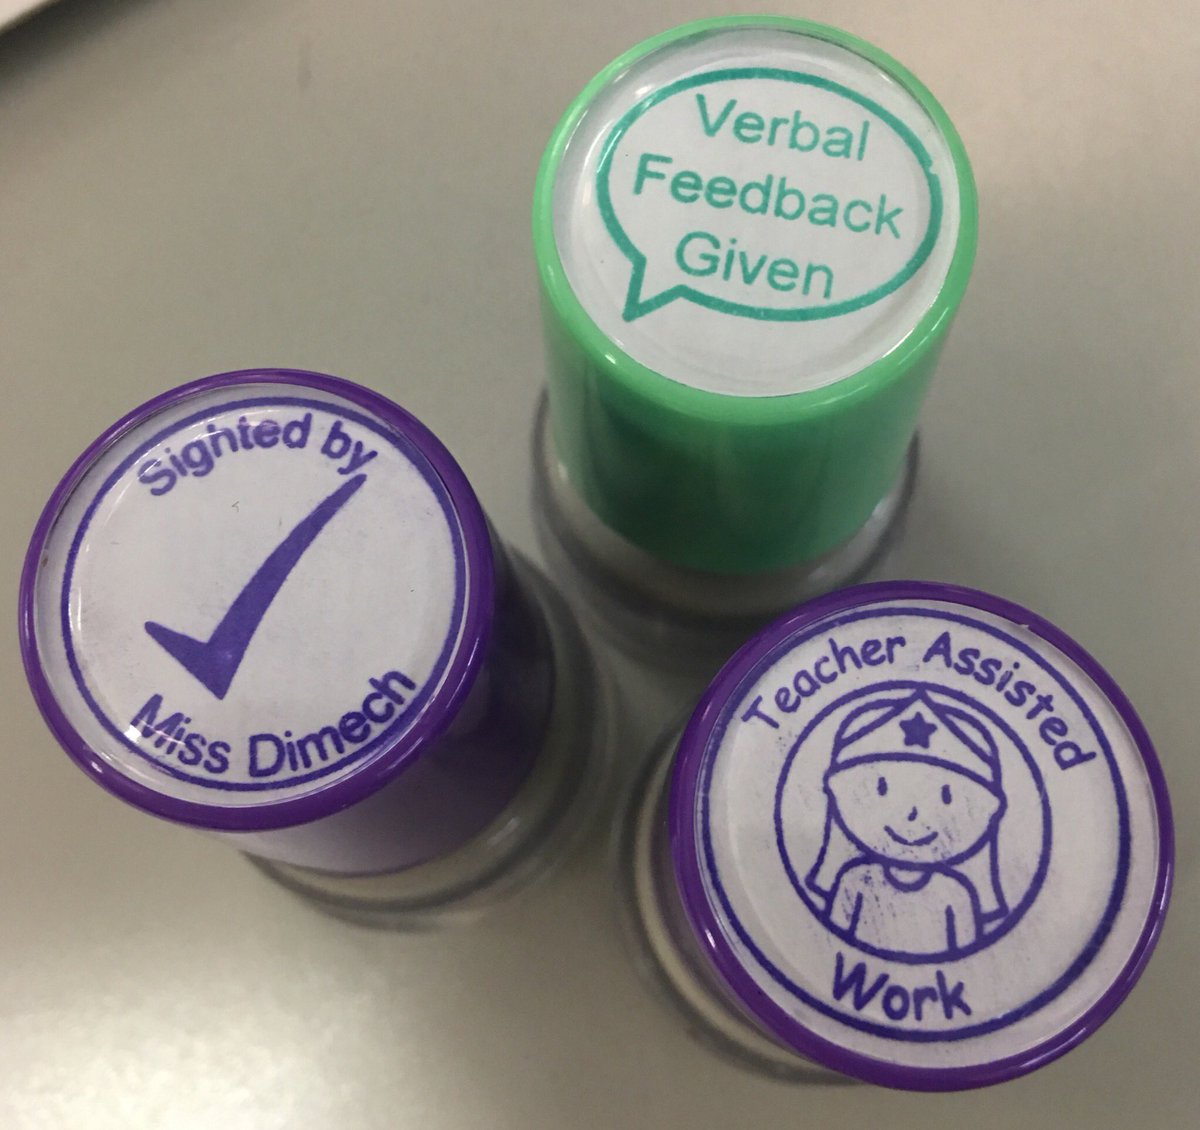 Verbal
Feedback
Given
Sighted by
Miss Dimech
Teacher Assisted
Work